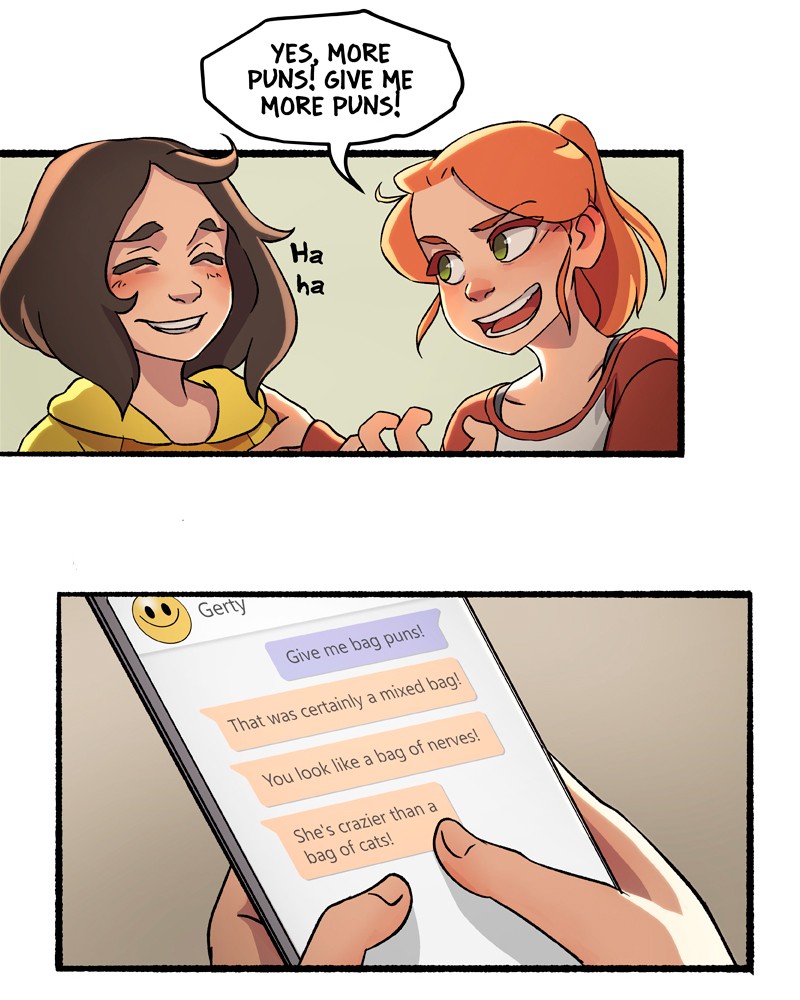 YES, MORE
PUNS! GIVE ME
MORE PUNS!
Ha
ha
Gerty
Give me bag puns!
That was certainly a mixed bag!
You look like a bag of nerves!
She's crazier than a
bag of cats!